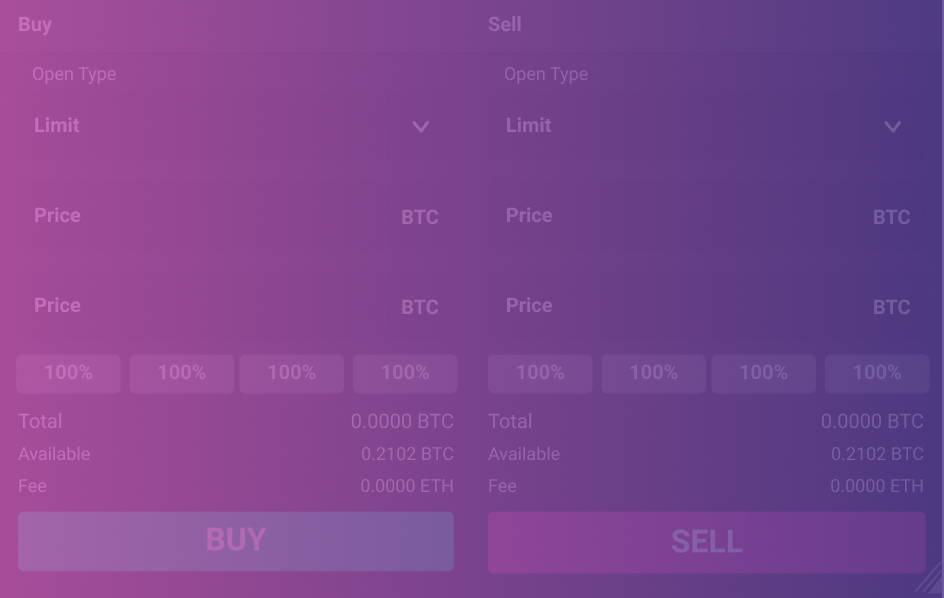 Buy
Open Type
Limit
Price BTC
Price BTC
100% 100% 100% 100%
Total 0.0000 BTC
Available 0.2102 BTC
Fee 0.0000 ETH
BUY
Sell
Open Type
Limit
Price BTC
Price BTC
100% 100% 100% 100%
Total 0.0000 BTC
Available 0.2102 BTC
Fee 0.0000 ETH
SELL